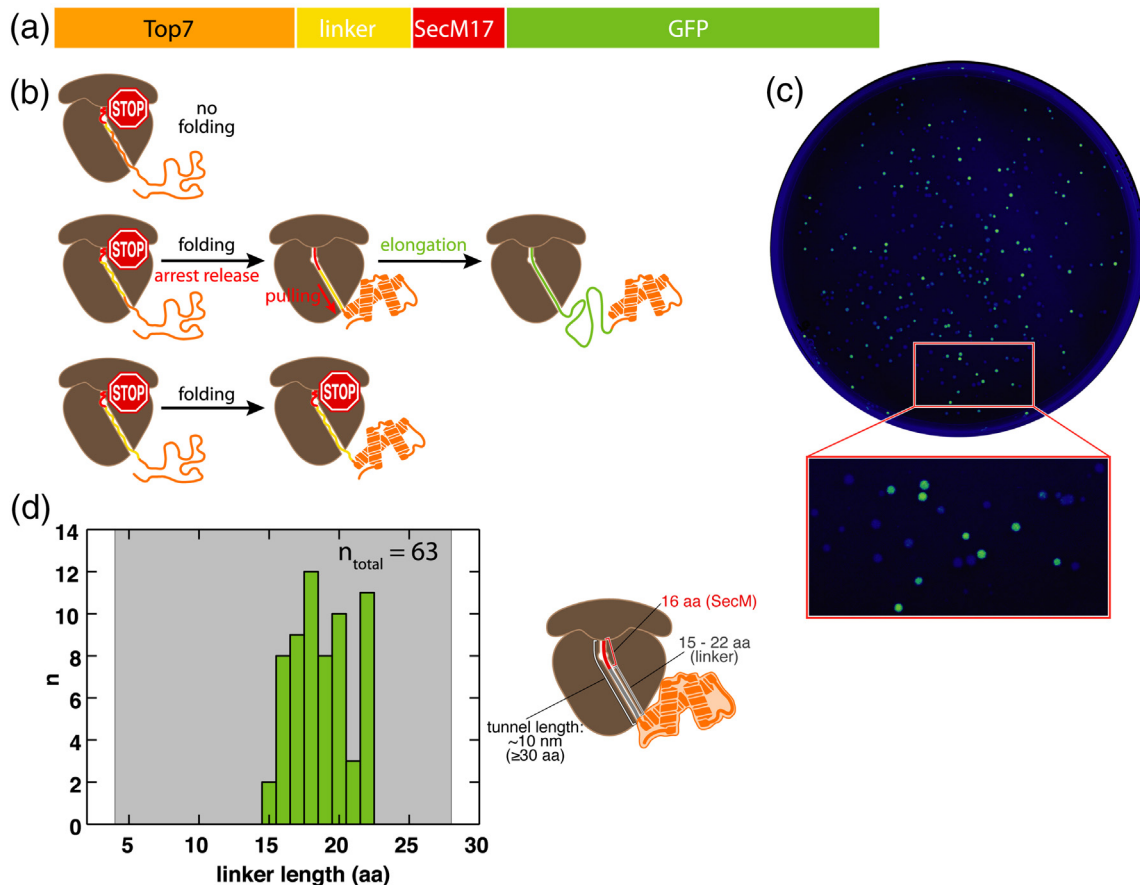 (a)
Top7 linker SecM17 GFP
(b)
STOP
no
folding
STOP
folding
arrest release
pulling
elongation
STOP
folding
STOP
(c)
(d)
14
12
10
8
6
4
2
0
n
n_total = 63
5 10 15 20 25 30
linker length (aa)
16 aa (SecM)
15 - 22 aa
(linker)
tunnel length:
~10 nm
(≥30 aa)